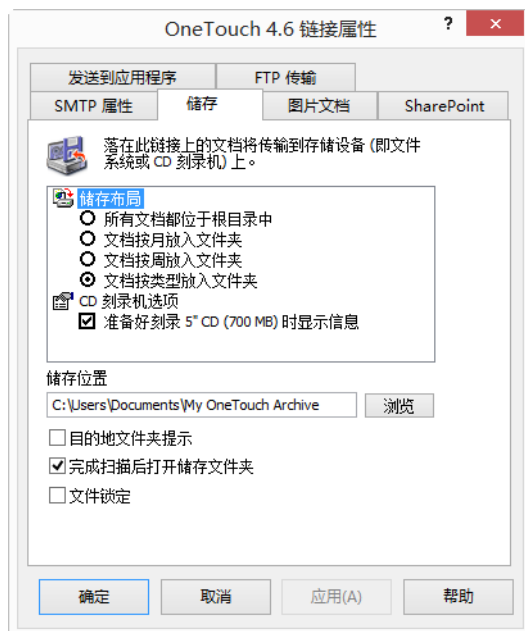 OneTouch 4.6 链接属性
?
×
发送到应用程序
FTP 传输
SMTP 属性
储存
图片文档
SharePoint
落在此链接上的文档将传输到存储设备 (即文件
系统或 CD 刻录机) 上。
储存布局
所有文档都位于根目录中
文档按月放入文件夹
文档按周放入文件夹
文档按类型放入文件夹
CD 刻录机选项
准备好刻录 5" CD (700 MB) 时显示信息
储存位置
C:\Users\Documents\My OneTouch Archive
浏览
目的地文件夹提示
完成扫描后打开储存文件夹
文件锁定
确定
取消
应用(A)
帮助